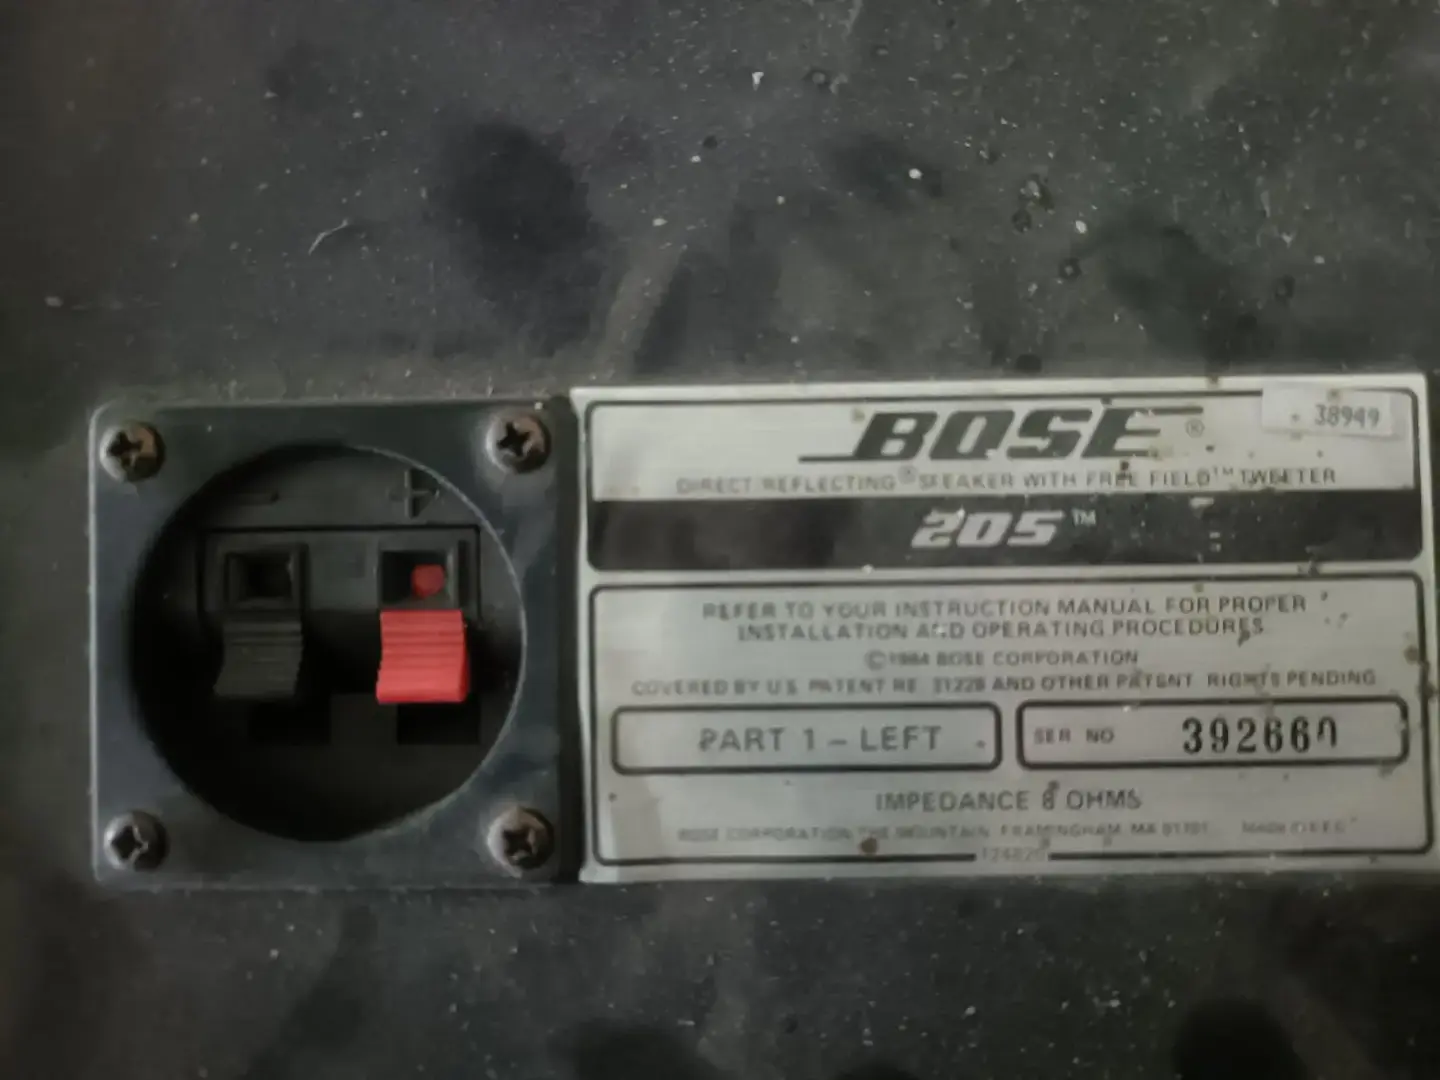 - +
BOSE®
38949
DIRECT REFLECTING® SPEAKER WITH FREE FIELD™ TWEETER
205™
REFER TO YOUR INSTRUCTION MANUAL FOR PROPER
INSTALLATION AND OPERATING PROCEDURES
©1984 BOSE CORPORATION
COVERED BY U.S. PATENT RE 31228 AND OTHER PATENT RIGHTS PENDING
PART 1 - LEFT
SER NO 392660
IMPEDANCE 8 OHMS
BOSE CORPORATION THE MOUNTAIN, FRAMINGHAM, MA 01701 MADE